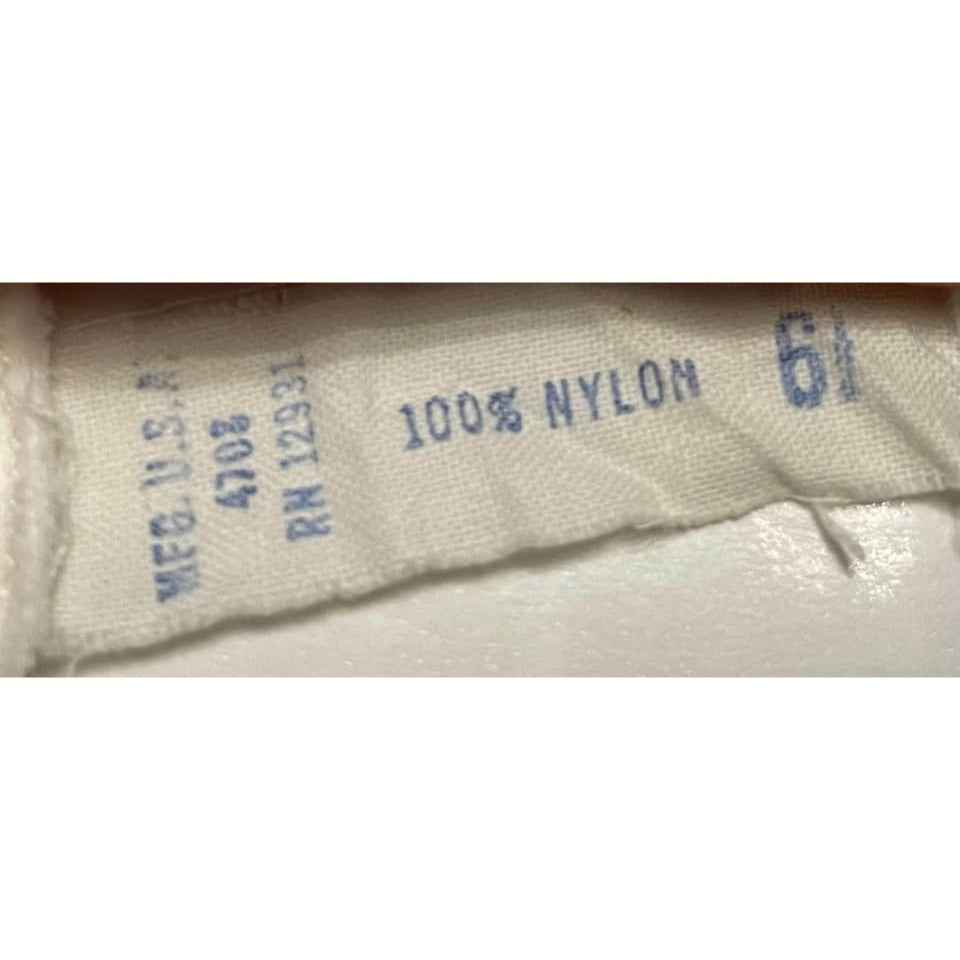 MFG. U.S.A.
4708
RN 12931
100% NYLON
6